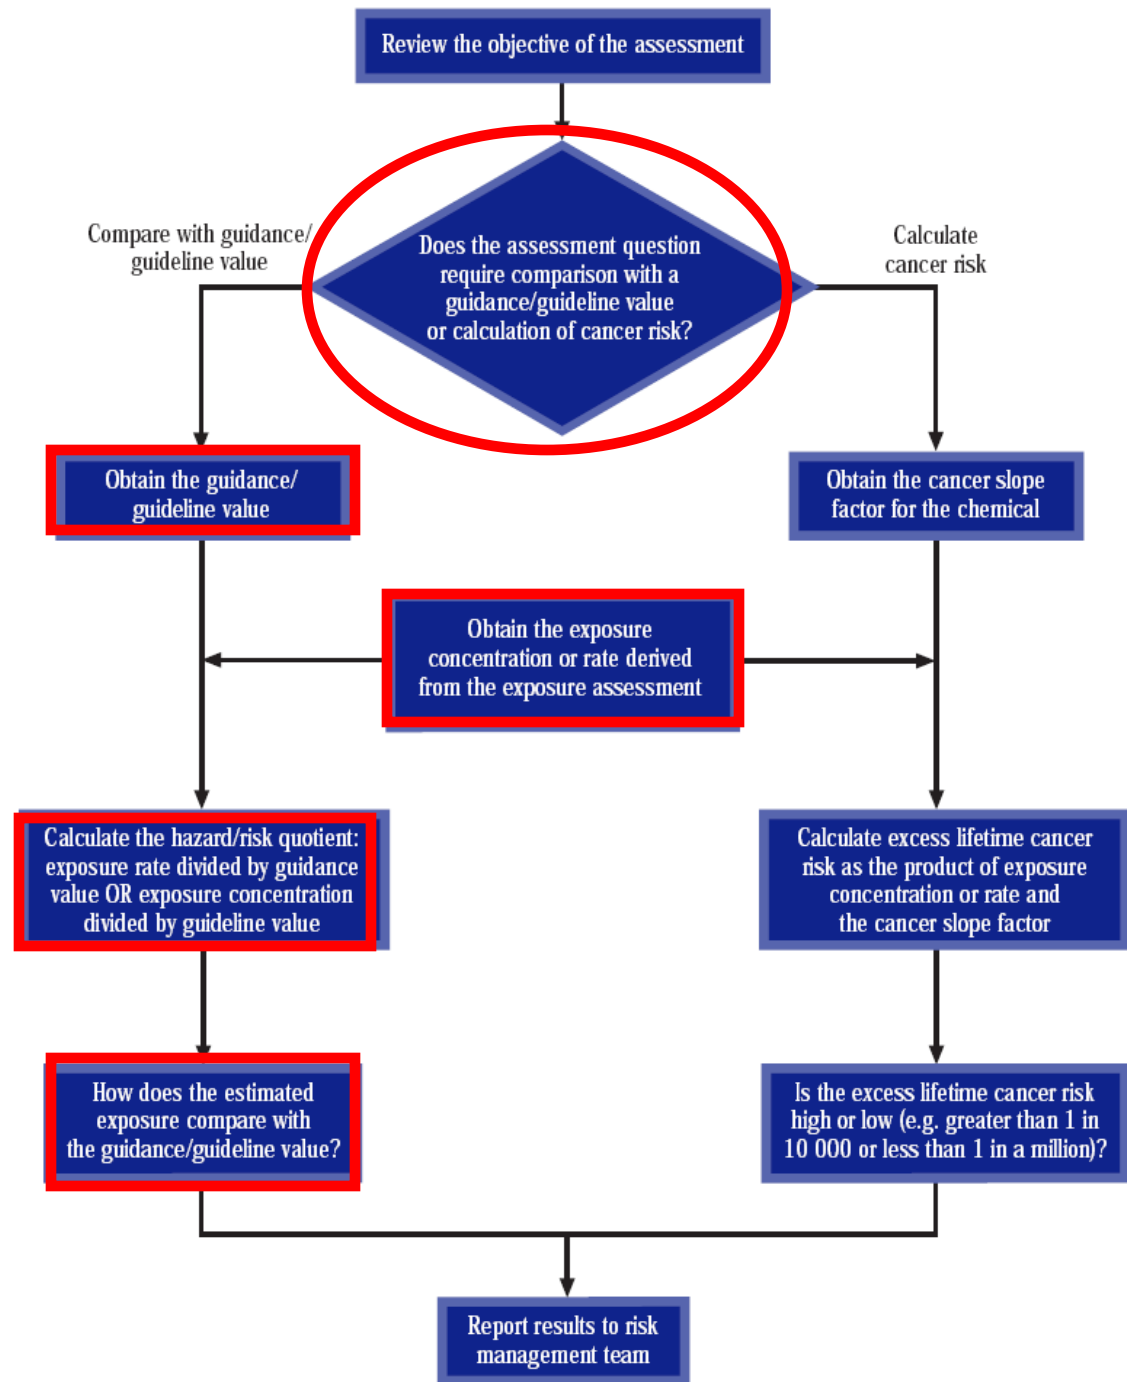 Review the objective of the assessment
Does the assessment question
require comparison with a
guidance/guideline value
or calculation of cancer risk?
Compare with guidance/
guideline value
Calculate
cancer risk
Obtain the guidance/
guideline value
Obtain the cancer slope
factor for the chemical
Obtain the exposure
concentration or rate derived
from the exposure assessment
Calculate the hazard/risk quotient:
exposure rate divided by guidance
value OR exposure concentration
divided by guideline value
Calculate excess lifetime cancer
risk as the product of exposure
concentration or rate and
the cancer slope factor
How does the estimated
exposure compare with
the guidance/guideline value?
Is the excess lifetime cancer risk
high or low (e.g. greater than 1 in
10 000 or less than 1 in a million)?
Report results to risk
management team